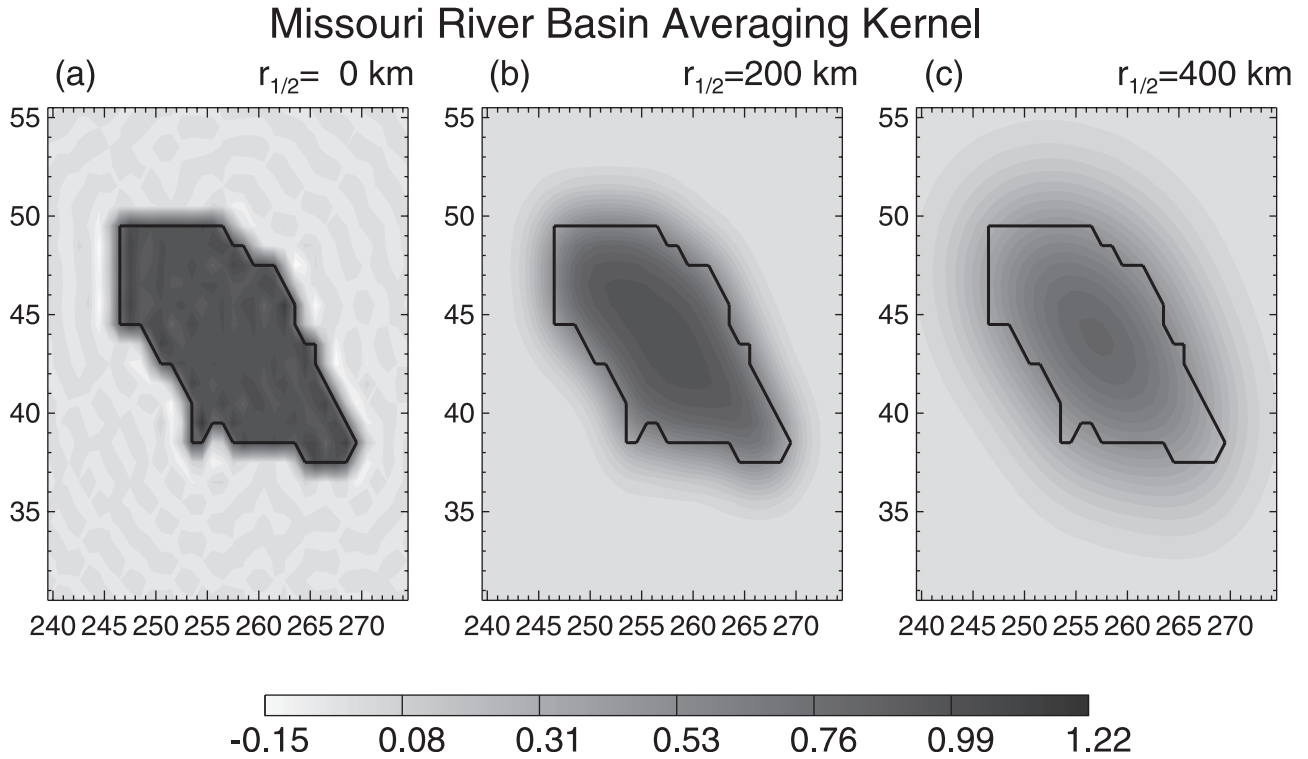 Missouri River Basin Averaging Kernel
(a) r1/2= 0 km (b) r1/2=200 km (c) r1/2=400 km
55 55 55
50 50 50
45 45 45
40 40 40
35 35 35
240 245 250 255 260 265 270 240 245 250 255 260 265 270 240 245 250 255 260 265 270
-0.15 0.08 0.31 0.53 0.76 0.99 1.22